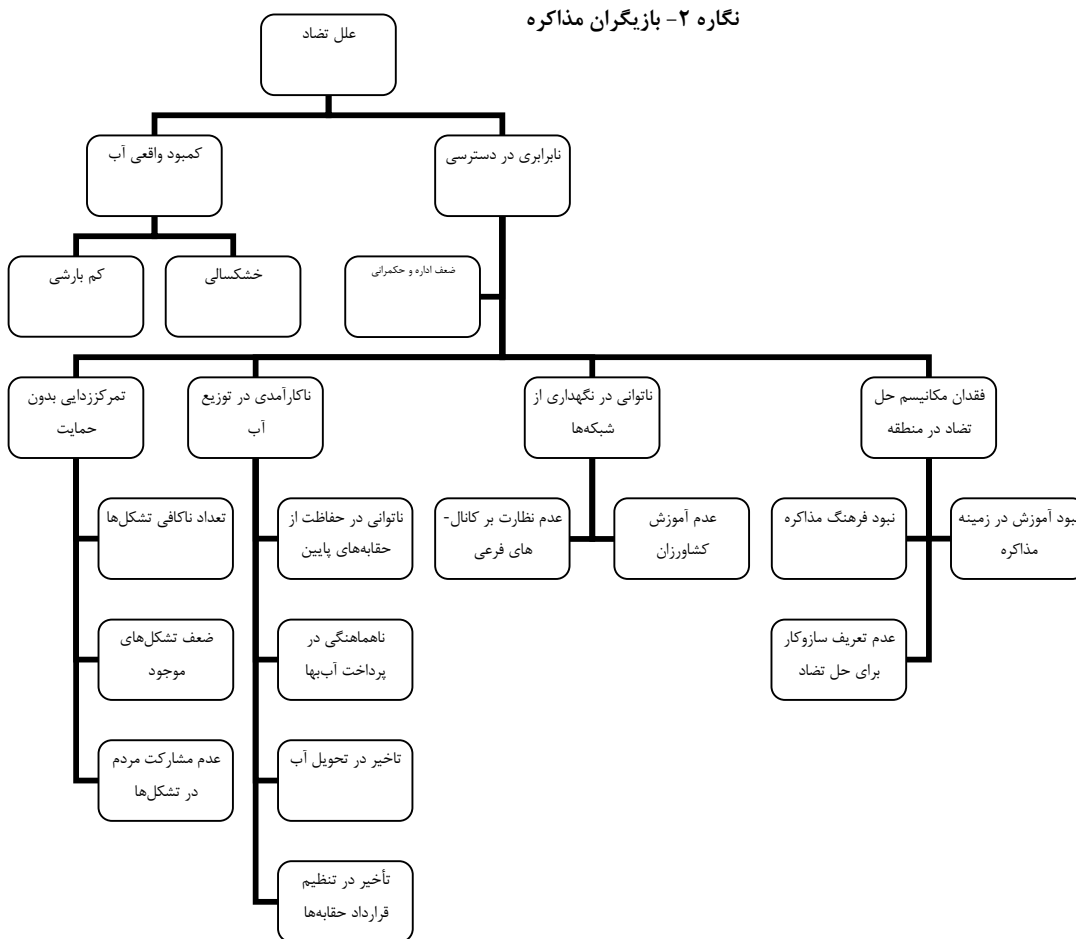 نگاره ۲- بازیگران مذاکره
علل تضاد
نابرابری در دسترسی
کمبود واقعی آب
ضعف اداره و حکمرانی
خشکسالی
کم بارشی
فقدان مکانیسم حل
تضاد در منطقه
ناتوانی در نگهداری از
شبکه‌ها
ناکارآمدی در توزیع
آب
تمرکززدایی بدون
حمایت
نبود آموزش در زمینه
مذاکره
نبود فرهنگ مذاکره
عدم تعریف سازوکار
برای حل تضاد
عدم آموزش
کشاورزان
عدم نظارت بر کانال-
های فرعی
ناتوانی در حفاظت از
حقابه‌های پایین
ناهماهنگی در
پرداخت آب‌بها
تاخیر در تحویل آب
تأخیر در تنظیم
قرارداد حقابه‌ها
تعداد ناکافی تشکل‌ها
ضعف تشکل‌های
موجود
عدم مشارکت مردم
در تشکل‌ها